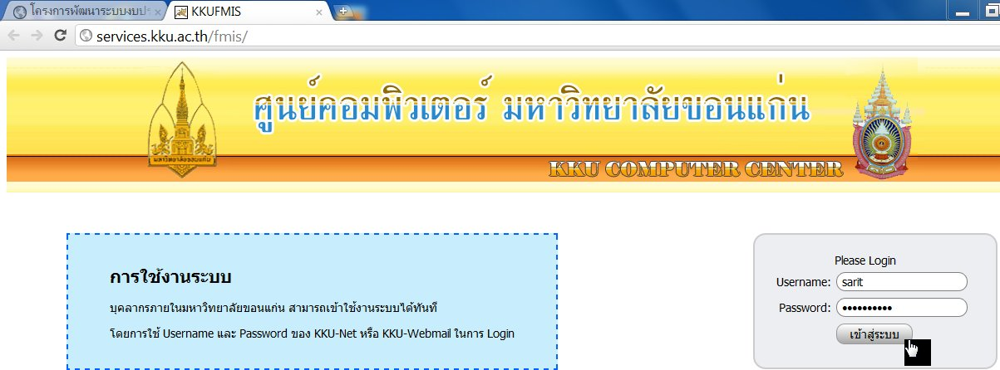 โครงการพัฒนาระบบงบปร
KKUFMIS
services.kku.ac.th/fmis/
ศูนย์คอมพิวเตอร์ มหาวิทยาลัยขอนแก่น
มหาวิทยาลัยขอนแก่น
KKU COMPUTER CENTER
การใช้งานระบบ
บุคลากรภายในมหาวิทยาลัยขอนแก่น สามารถเข้าใช้งานระบบได้ทันที
โดยการใช้ Username และ Password ของ KKU-Net หรือ KKU-Webmail ในการ Login
Please Login
Username: sarit
Password: ••••••••••
เข้าสู่ระบบ